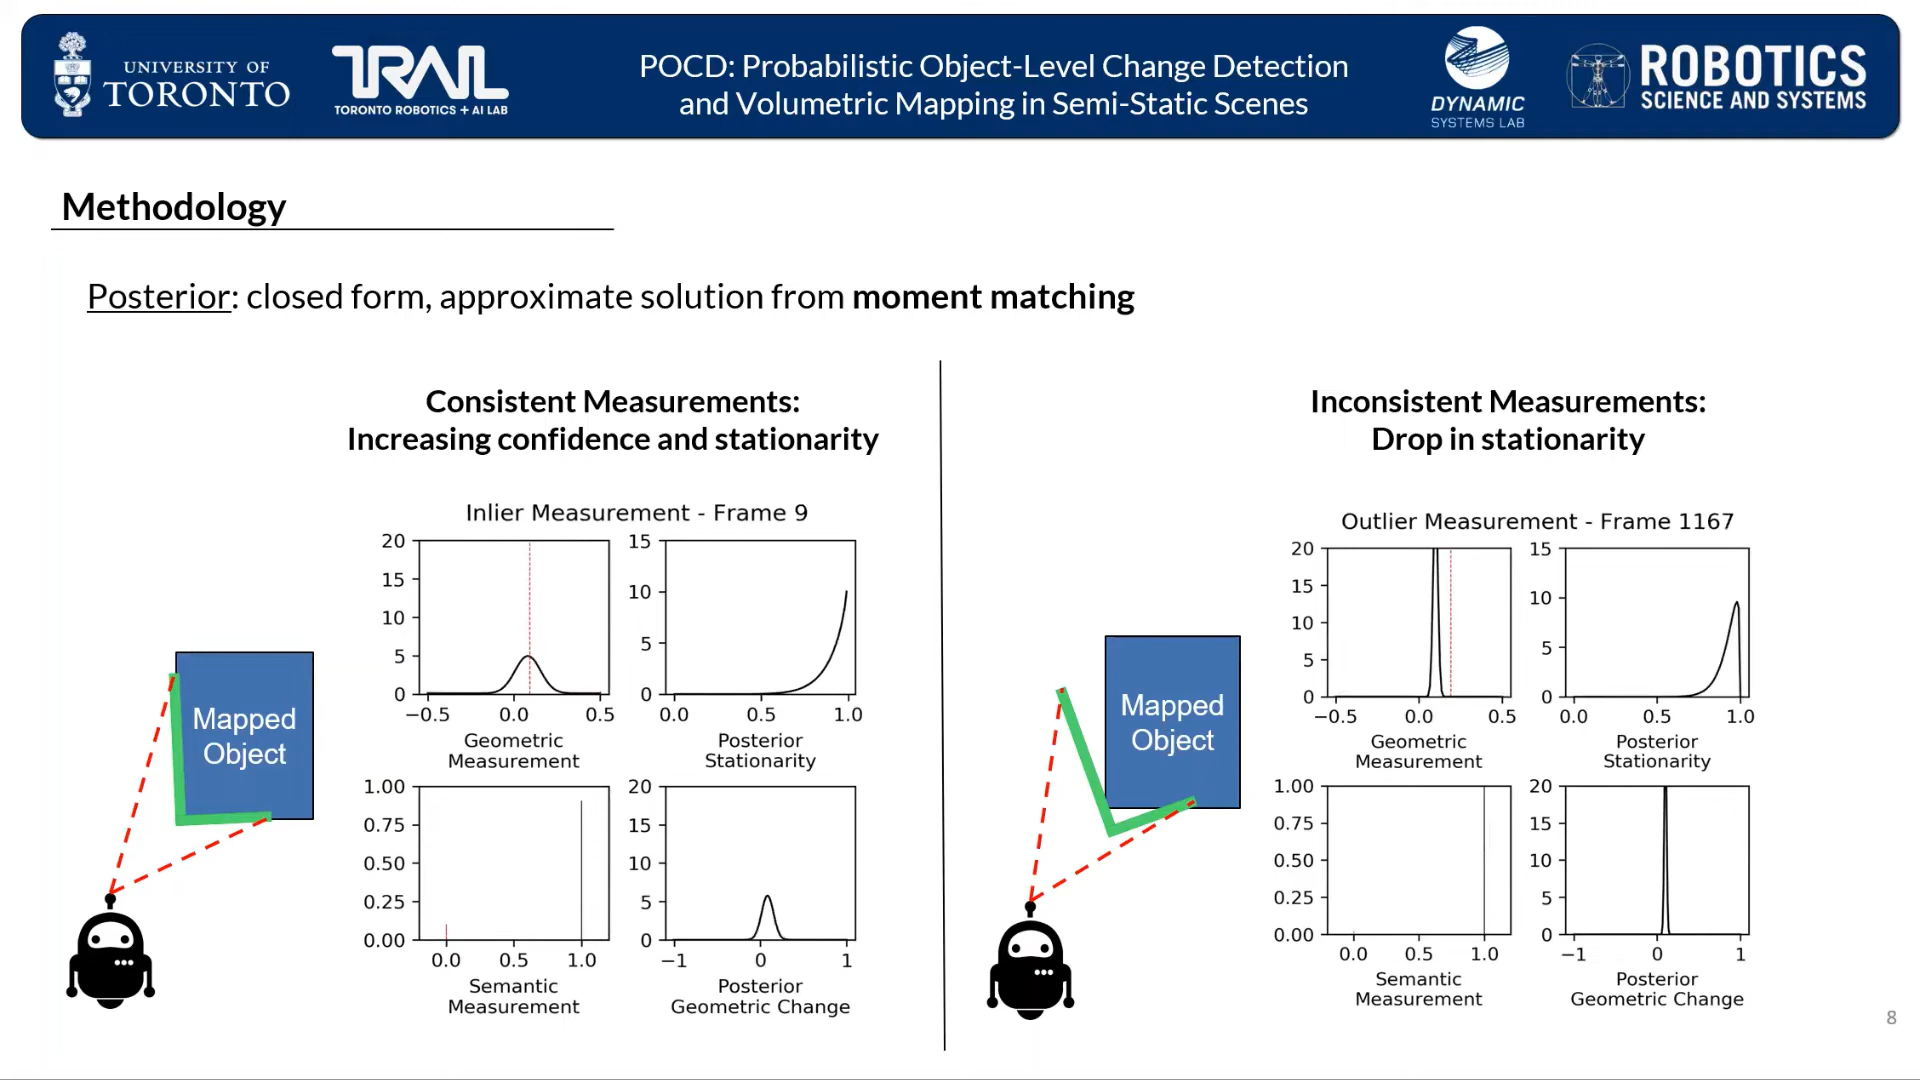 UNIVERSITY OF
TORONTO
TRAIL
TORONTO ROBOTICS + AI LAB
POCD: Probabilistic Object-Level Change Detection
and Volumetric Mapping in Semi-Static Scenes
DYNAMIC
SYSTEMS LAB
ROBOTICS
SCIENCE AND SYSTEMS
Methodology
Posterior: closed form, approximate solution from moment matching
Consistent Measurements:
Increasing confidence and stationarity
Inlier Measurement - Frame 9
20
15
10
5
0
−0.5 0.0 0.5
Geometric
Measurement
15
10
5
0
0.0 0.5 1.0
Posterior
Stationarity
1.00
0.75
0.50
0.25
0.00
0.0 0.5 1.0
Semantic
Measurement
20
15
10
5
0
−1 0 1
Posterior
Geometric Change
Mapped
Object
Inconsistent Measurements:
Drop in stationarity
Outlier Measurement - Frame 1167
20
15
10
5
0
−0.5 0.0 0.5
Geometric
Measurement
15
10
5
0
0.0 0.5 1.0
Posterior
Stationarity
1.00
0.75
0.50
0.25
0.00
0.0 0.5 1.0
Semantic
Measurement
20
15
10
5
0
−1 0 1
Posterior
Geometric Change
Mapped
Object
8